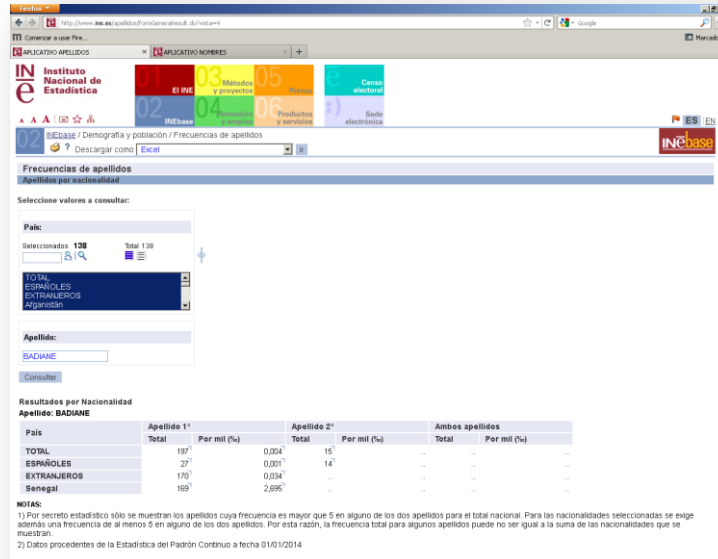 Firefox
http://www.ine.es/apellidos/formGeneralresult.do?vista=4
Google
Comenzar a usar Fire...
Marcado
APLICATIVO APELLIDOS
APLICATIVO NOMBRES
INe
Instituto
Nacional de
Estadística
01
El INE
03
Métodos
y proyectos
05
Prensa
Censo
electoral
02
INEbase
04
Formación
y empleo
06
Productos
y servicios
:)
Sede
electrónica
A A A
ES EN
02
INEbase / Demografía y población / Frecuencias de apellidos
? Descargar como Excel Ir
INEbase
Frecuencias de apellidos
Apellidos por nacionalidad
Seleccione valores a consultar:
País:
Seleccionados 138 Total 138
TOTAL
ESPAÑOLES
EXTRANJEROS
Afganistán
Apellido:
BADIANE
Consultar
Resultados por Nacionalidad
Apellido: BADIANE
País Apellido 1º Apellido 2º Ambos apellidos
Total Por mil (‰) Total Por mil (‰) Total Por mil (‰)
TOTAL 197 0,004 15 .. .. ..
ESPAÑOLES 27 0,001 14 .. .. ..
EXTRANJEROS 170 0,034 .. .. .. ..
Senegal 169 2,695 .. .. .. ..
NOTAS:
1) Por secreto estadístico sólo se muestran los apellidos cuya frecuencia es mayor que 5 en alguno de los dos apellidos para el total nacional. Para las nacionalidades seleccionadas se exige
además una frecuencia de al menos 5 en alguno de los dos apellidos. Por esta razón, la frecuencia total para algunos apellidos puede no ser igual a la suma de las nacionalidades que se
muestran.
2) Datos procedentes de la Estadística del Padrón Continuo a fecha 01/01/2014